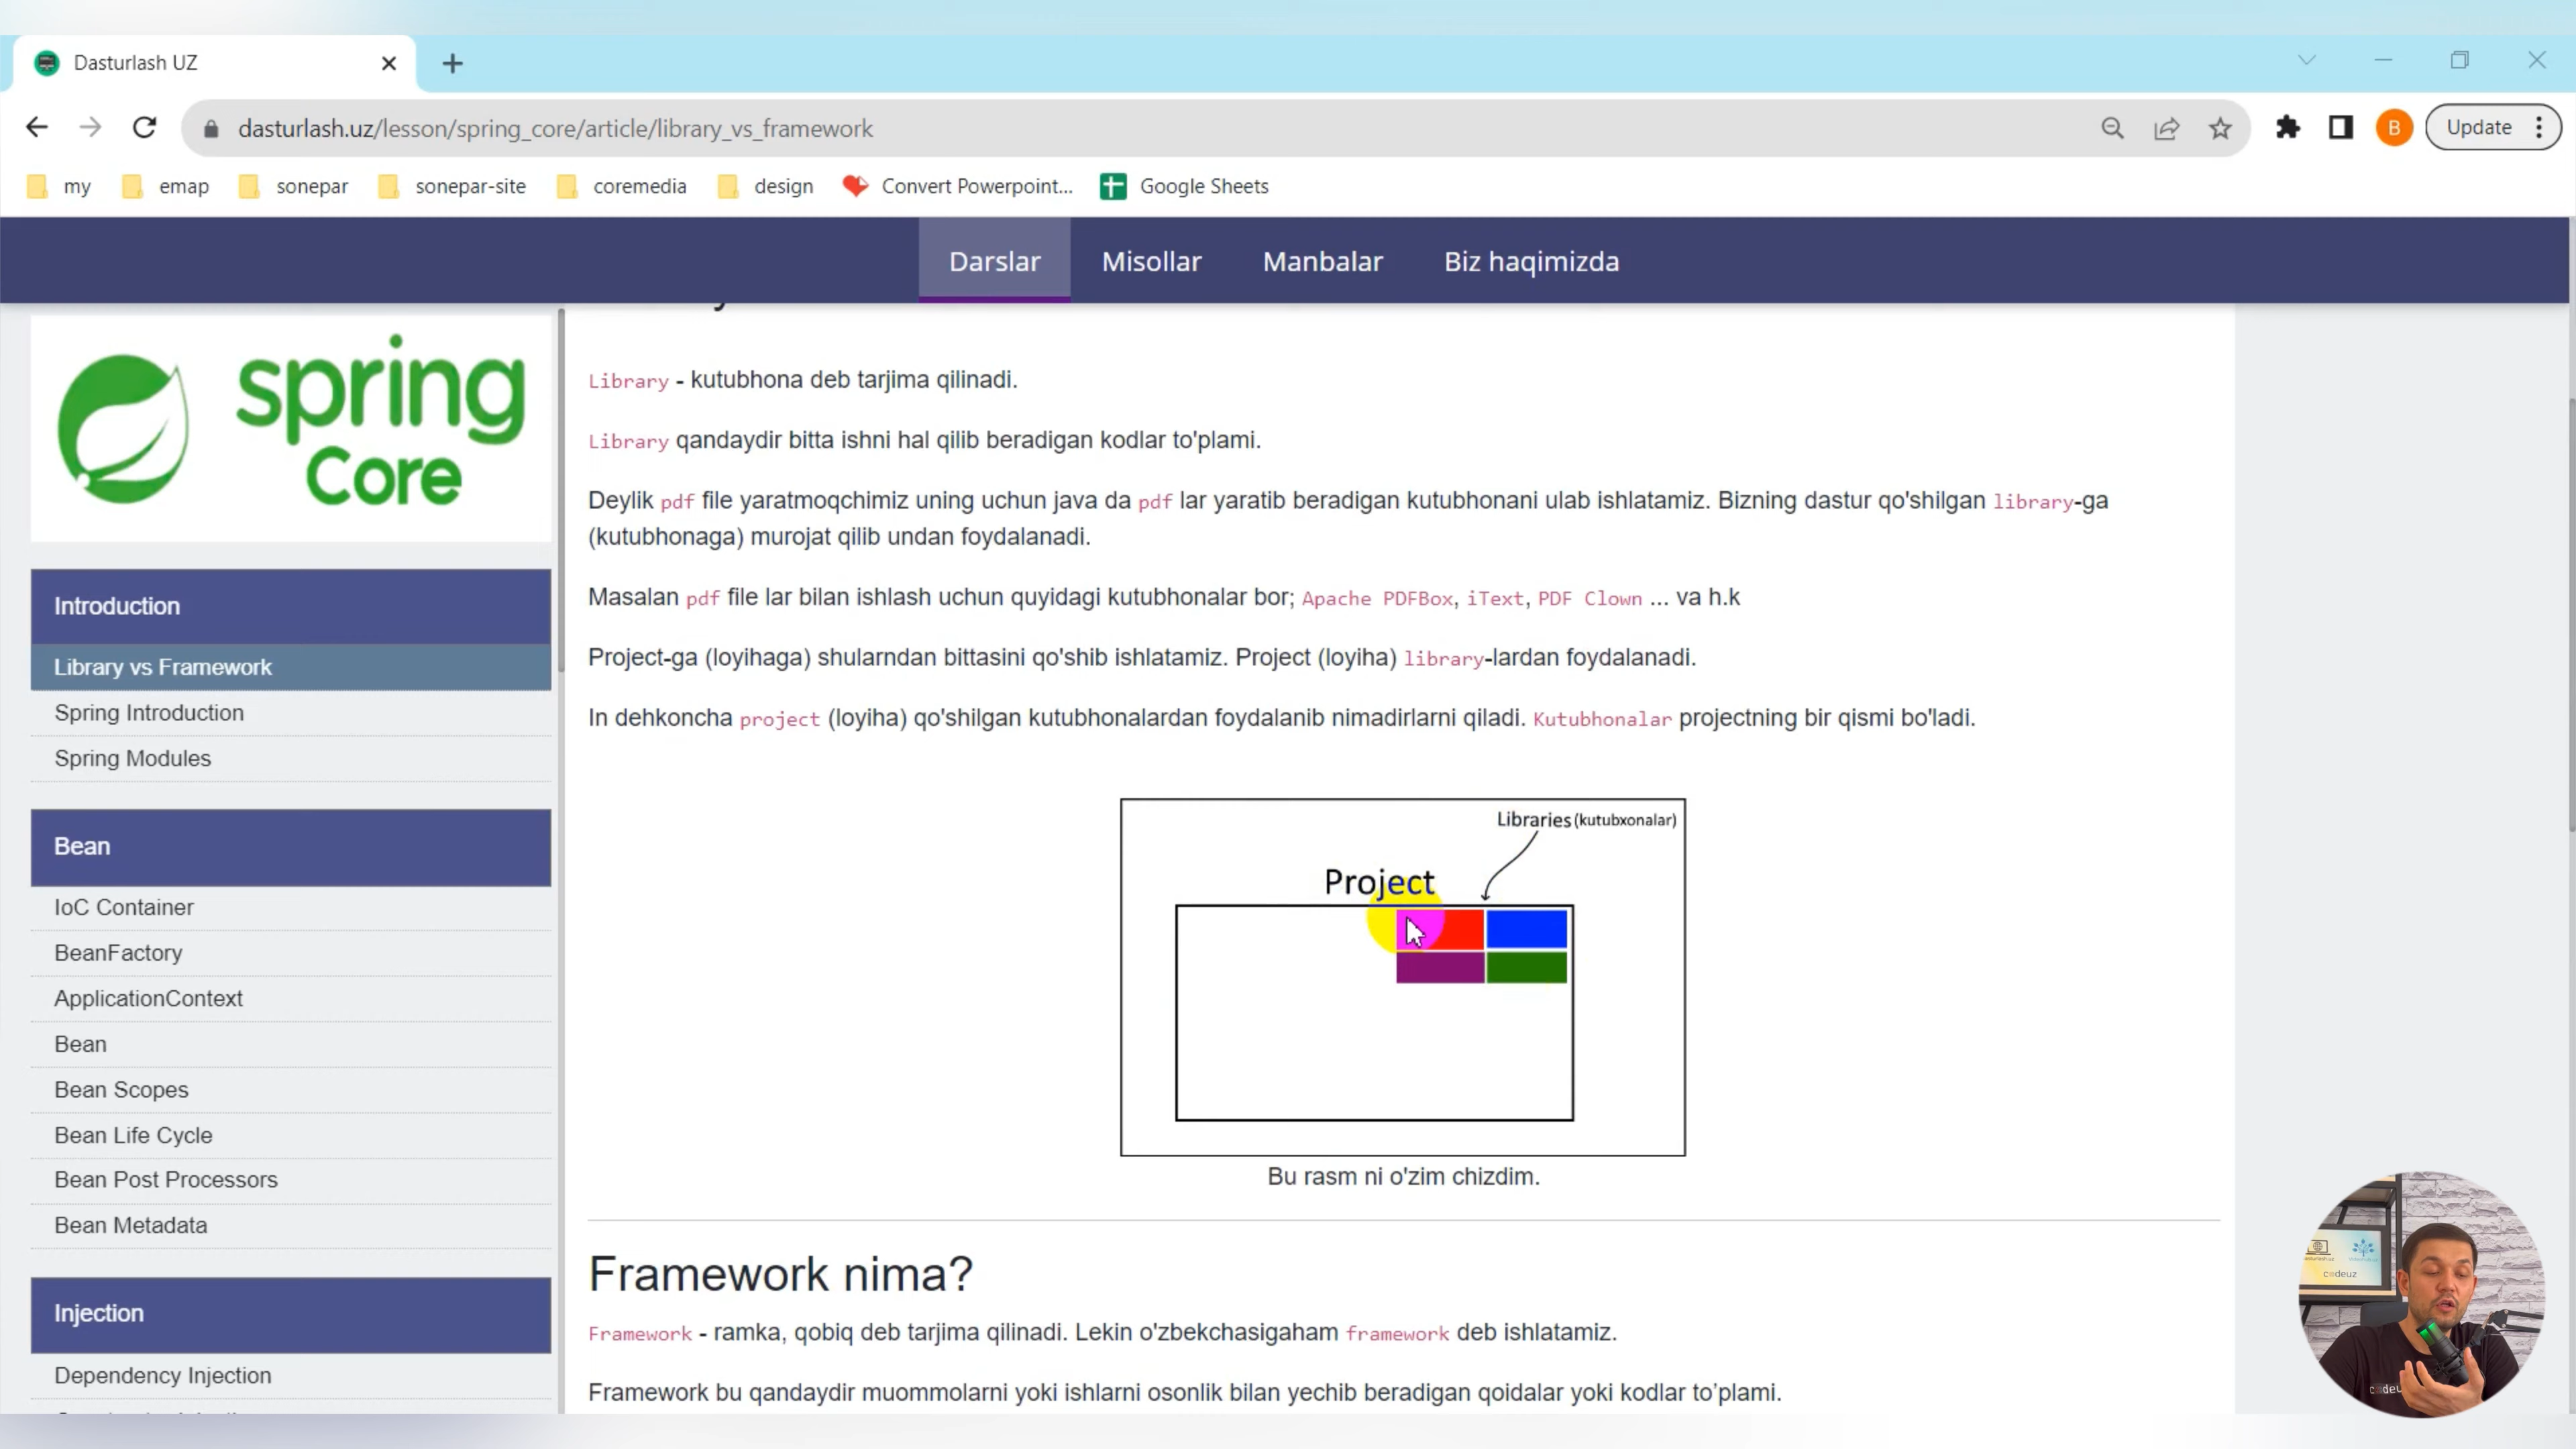 Dasturlash UZ
dasturlash.uz/lesson/spring_core/article/library_vs_framework
B
Update
my
emap
sonepar
sonepar-site
coremedia
design
Convert Powerpoint...
Google Sheets
Darslar
Misollar
Manbalar
Biz haqimizda
spring
Core
Introduction
Library vs Framework
Spring Introduction
Spring Modules
Bean
IoC Container
BeanFactory
ApplicationContext
Bean
Bean Scopes
Bean Life Cycle
Bean Post Processors
Bean Metadata
Injection
Dependency Injection
Library - kutubhona deb tarjima qilinadi.
Library qandaydir bitta ishni hal qilib beradigan kodlar to'plami.
Deylik pdf file yaratmoqchimiz uning uchun java da pdf lar yaratib beradigan kutubhonani ulab ishlatamiz. Bizning dastur qo'shilgan library-ga
(kutubhonaga) murojat qilib undan foydalanadi.
Masalan pdf file lar bilan ishlash uchun quyidagi kutubhonalar bor; Apache PDFBox, iText, PDF Clown ... va h.k
Project-ga (loyihaga) shularndan bittasini qo'shib ishlatamiz. Project (loyiha) library-lardan foydalanadi.
In dehkoncha project (loyiha) qo'shilgan kutubhonalardan foydalanib nimadirlarni qiladi. Kutubhonalar projectning bir qismi bo'ladi.
Libraries (kutubxonalar)
Project
Bu rasm ni o'zim chizdim.
Framework nima?
Framework - ramka, qobiq deb tarjima qilinadi. Lekin o'zbekchasigaham framework deb ishlatamiz.
Framework bu qandaydir muommolarni yoki ishlarni osonlik bilan yechib beradigan qoidalar yoki kodlar to'plami.
codeuz